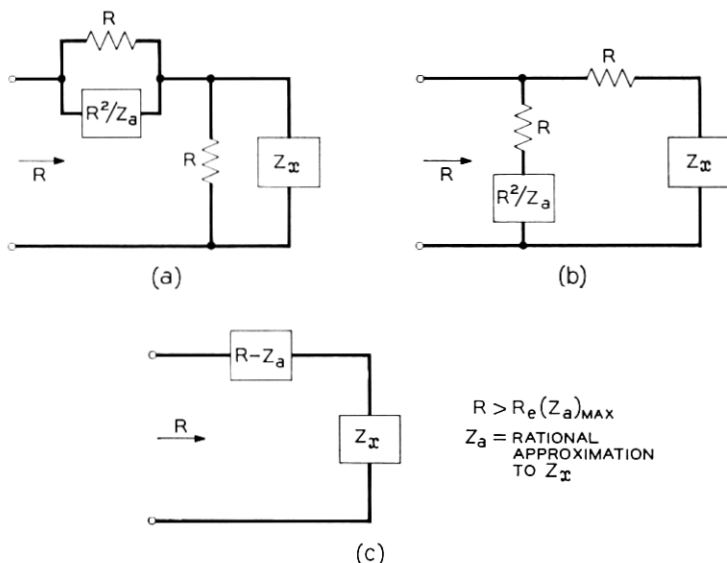 R
R²/Zₐ
R
R
Zₓ
(a)
R
R
R
R²/Zₐ
Zₓ
(b)
R-Zₐ
R
Zₓ
(c)
R > Rₑ(Zₐ)MAX
Zₐ = RATIONAL
APPROXIMATION
TO Zₓ